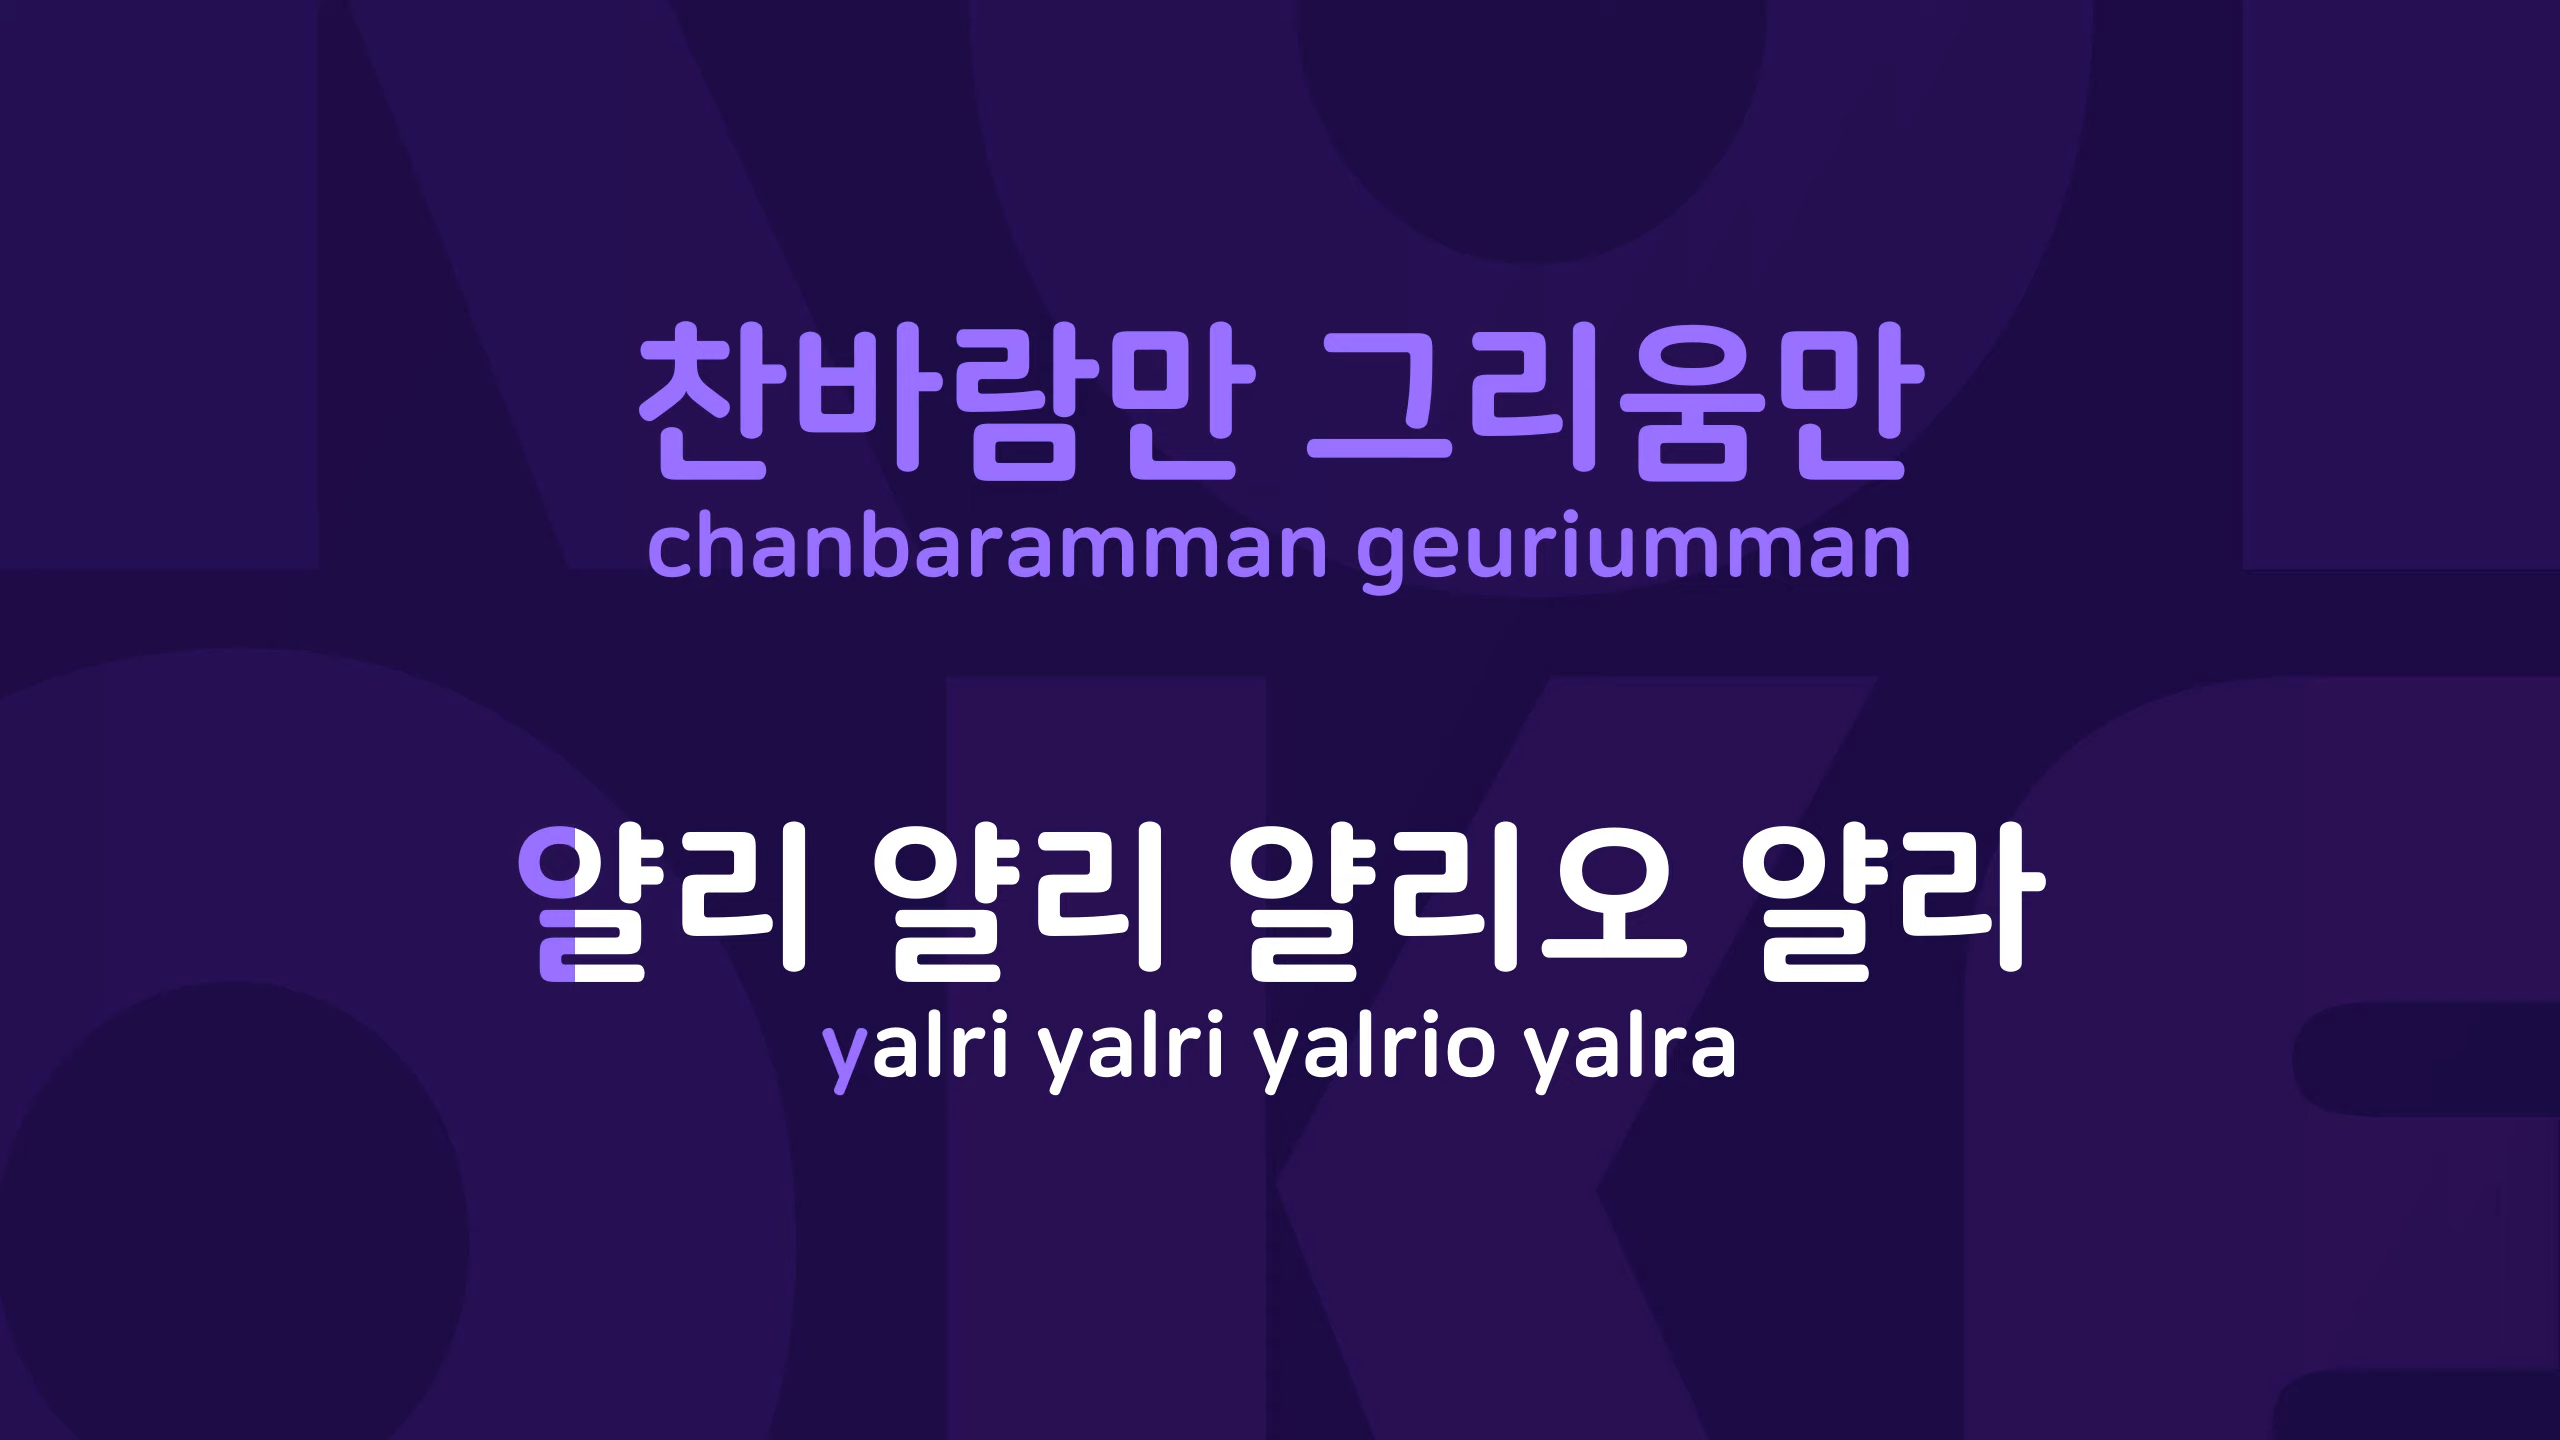 찬바람만 그리움만
chanbaramman geuriumman
얄리 얄리 얄리오 얄라
yalri yalri yalrio yalra